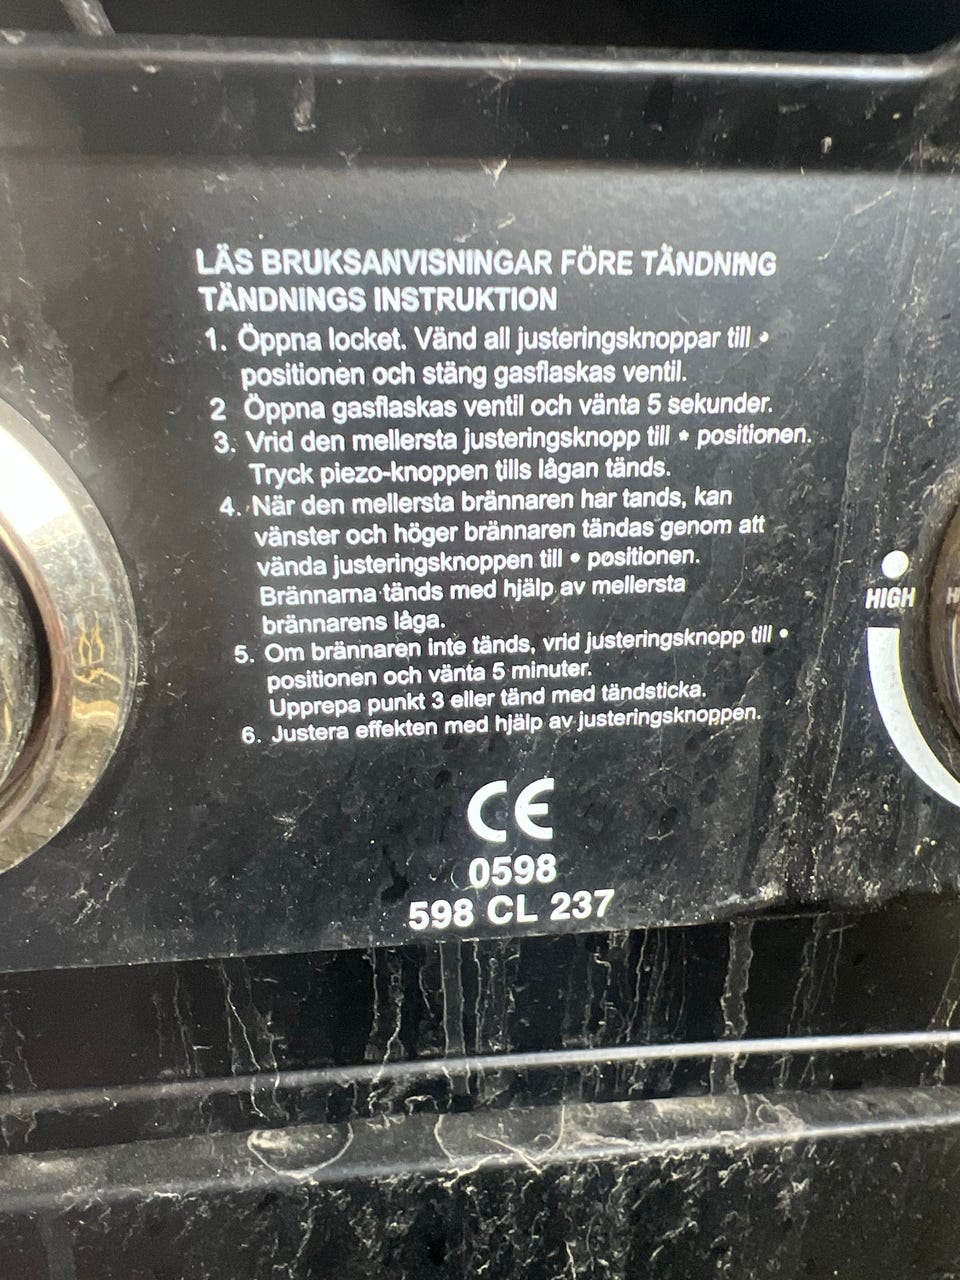 LÄS BRUKSANVISNINGAR FÖRE TÄNDNING
TÄNDNINGS INSTRUKTION
1. Öppna locket. Vänd all justeringsknoppar till •
positionen och stäng gasflaskas ventil.
2 Öppna gasflaskas ventil och vänta 5 sekunder.
3. Vrid den mellersta justeringsknopp till • positionen.
Tryck piezo-knoppen tills lågan tänds.
4. När den mellersta brännaren har tands, kan
vänster och höger brännaren tändas genom att
vända justeringsknoppen till • positionen.
Brännarna tänds med hjälp av mellersta
brännarens låga.
5. Om brännaren inte tänds, vrid justeringsknopp till •
positionen och vänta 5 minuter.
Upprepa punkt 3 eller tänd med tändsticka.
6. Justera effekten med hjälp av justeringsknoppen.
HIGH
CE
0598
598 CL 237